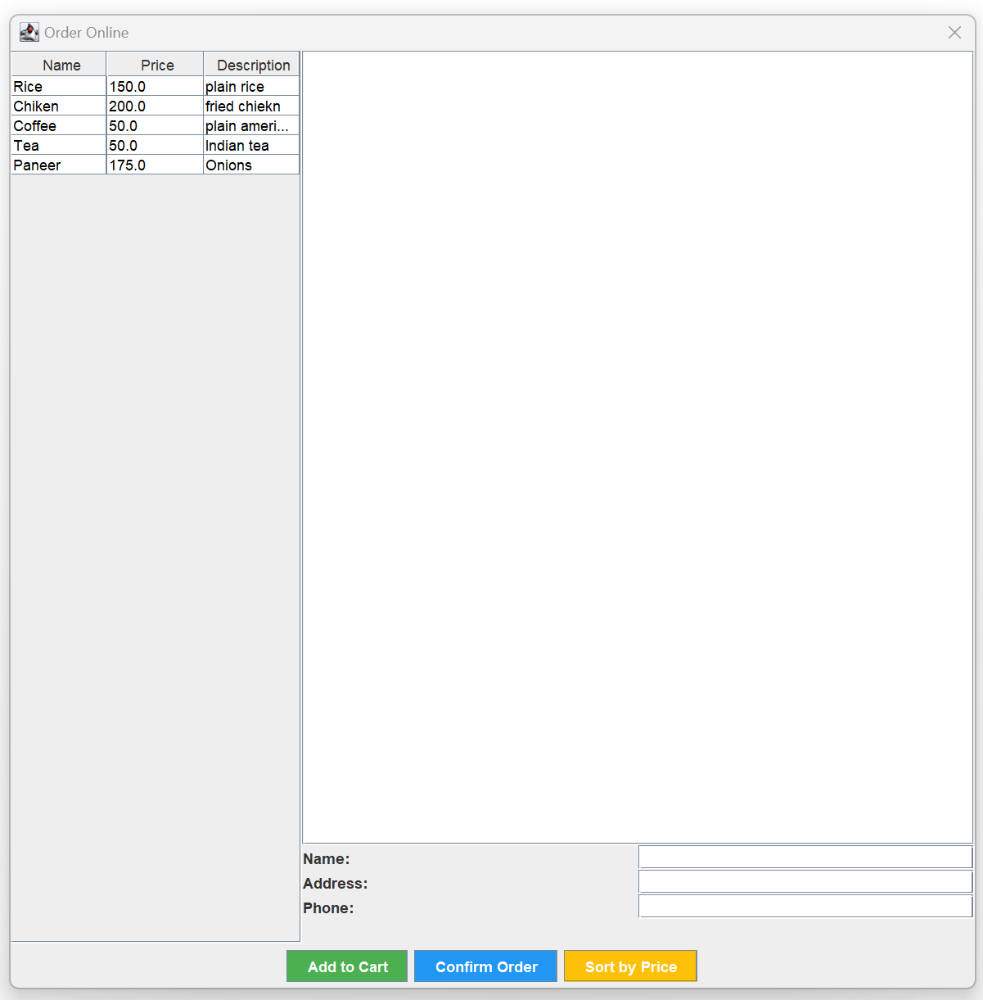 Order Online
Name Price Description
Rice 150.0 plain rice
Chiken 200.0 fried chiekn
Coffee 50.0 plain ameri...
Tea 50.0 Indian tea
Paneer 175.0 Onions
Name:
Address:
Phone:
Add to Cart Confirm Order Sort by Price